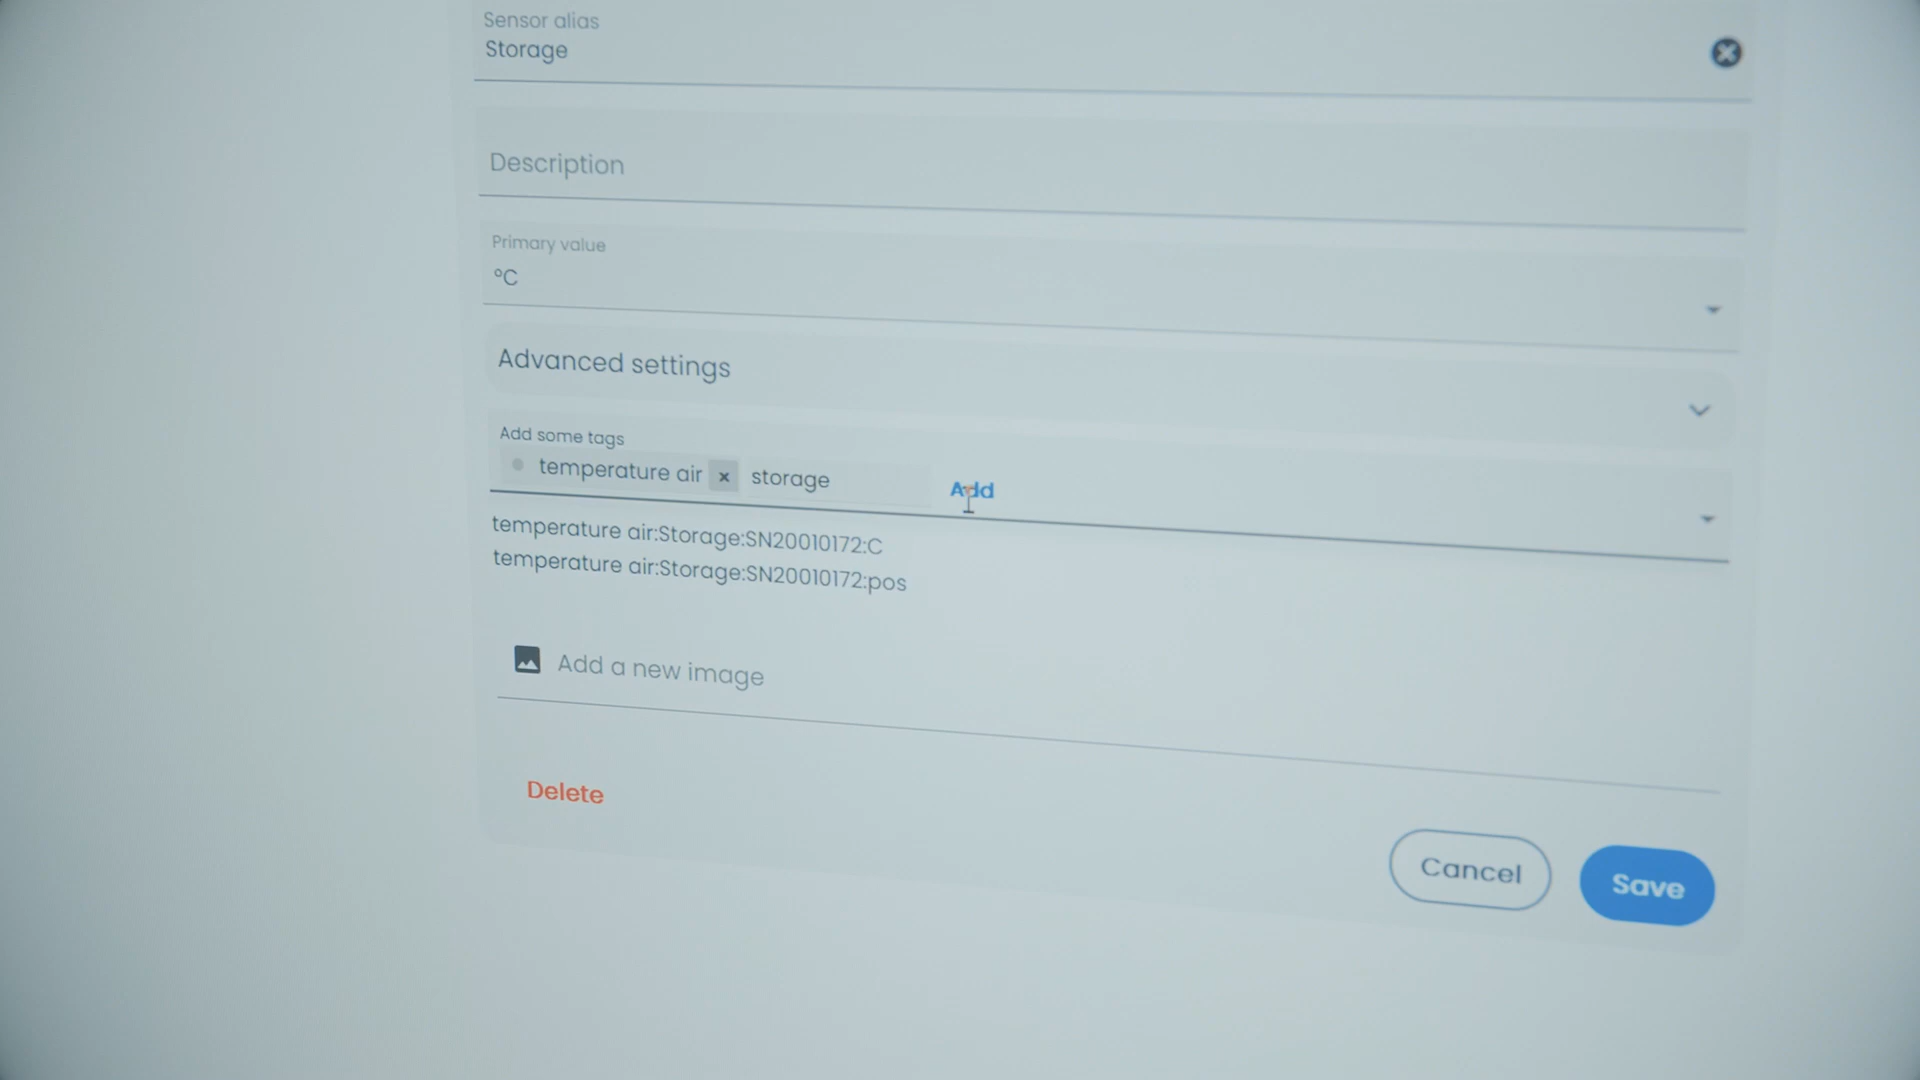 Sensor alias
Storage
Description
Primary value
°C
Advanced settings
Add some tags
temperature air × storage Add
temperature air:Storage:SN20010172:C
temperature air:Storage:SN20010172:pos
Add a new image
Delete
Cancel
Save